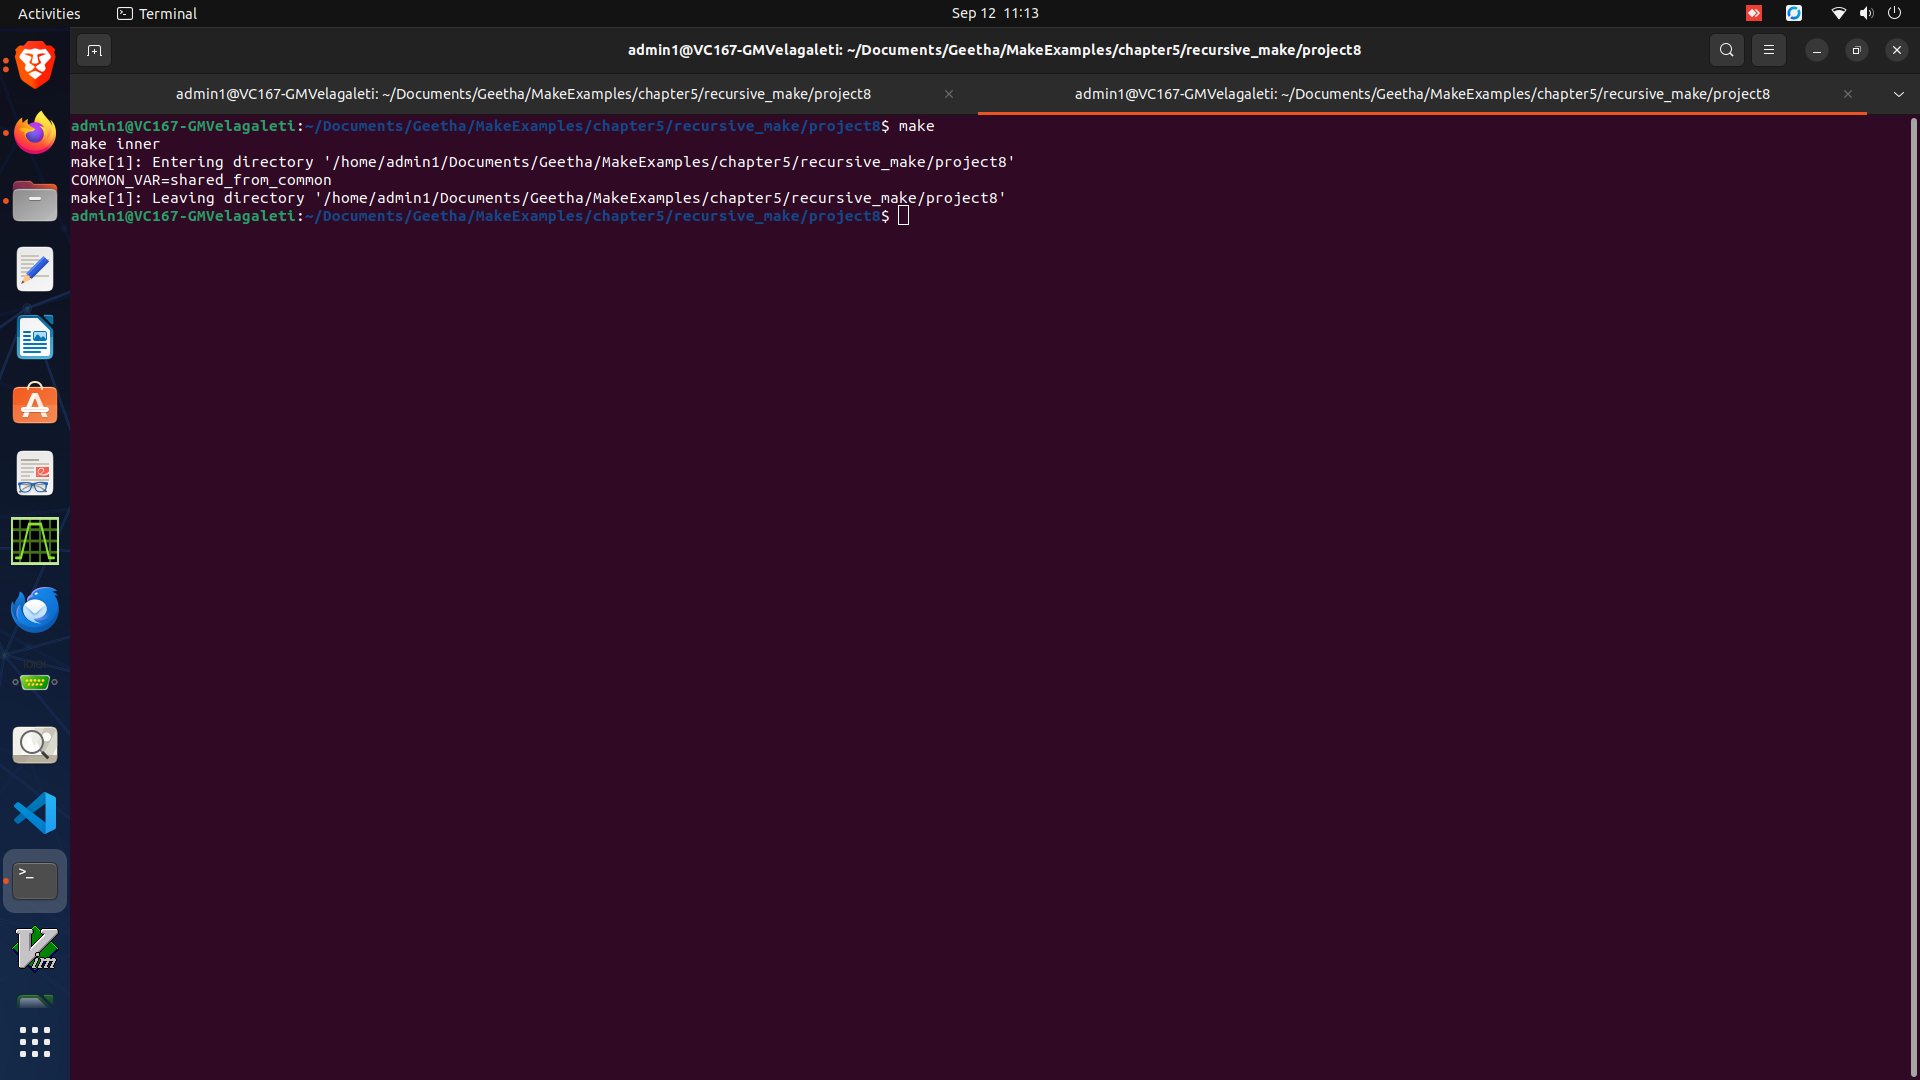 Activities
Terminal
Sep 12 11:13
admin1@VC167-GMVelagaleti: ~/Documents/Geetha/MakeExamples/chapter5/recursive_make/project8
admin1@VC167-GMVelagaleti: ~/Documents/Geetha/MakeExamples/chapter5/recursive_make/project8
admin1@VC167-GMVelagaleti: ~/Documents/Geetha/MakeExamples/chapter5/recursive_make/project8
admin1@VC167-GMVelagaleti:~/Documents/Geetha/MakeExamples/chapter5/recursive_make/project8$ make
make inner
make[1]: Entering directory '/home/admin1/Documents/Geetha/MakeExamples/chapter5/recursive_make/project8'
COMMON_VAR=shared_from_common
make[1]: Leaving directory '/home/admin1/Documents/Geetha/MakeExamples/chapter5/recursive_make/project8'
admin1@VC167-GMVelagaleti:~/Documents/Geetha/MakeExamples/chapter5/recursive_make/project8$
>_
Vim